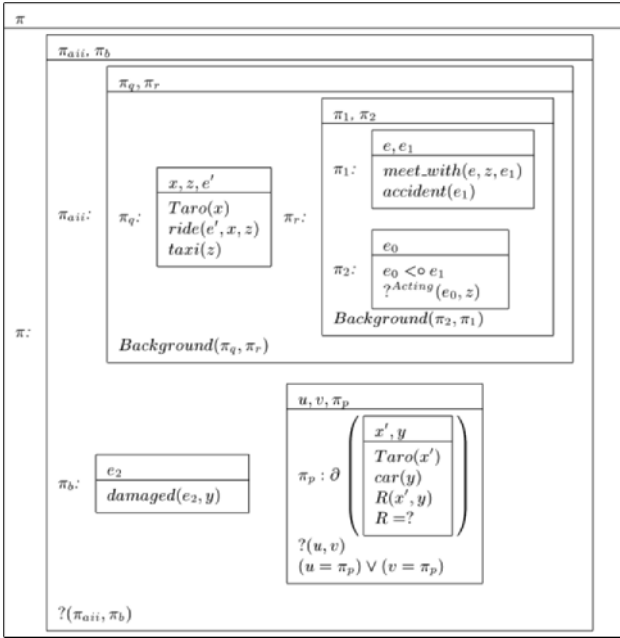 π
π_aii, π_b
π_q, π_r
π_1, π_2
e, e_1
π_1:
meet_with(e, z, e_1)
accident(e_1)
x, z, e′
π_aii:
π_q:
Taro(x)
ride(e′, x, z)
taxi(z)
π_r:
e_0
π_2:
e_0 <∘ e_1
?^Acting(e_0, z)
Background(π_2, π_1)
π:
Background(π_q, π_r)
u, v, π_p
x′, y
π_p : ∂
Taro(x′)
car(y)
R(x′, y)
R =?
e_2
π_b:
damaged(e_2, y)
?(u, v)
(u = π_p) ∨ (v = π_p)
?(π_aii, π_b)